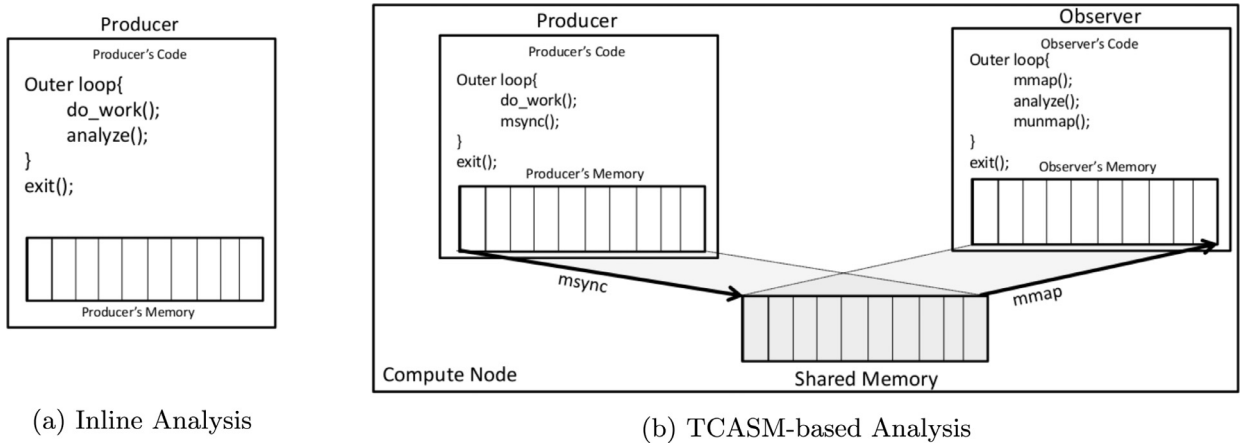 Producer
Producer's Code
Outer loop{
do_work();
analyze();
}
exit();
Producer's Memory
(a) Inline Analysis
Producer
Producer's Code
Outer loop{
do_work();
msync();
}
exit();
Producer's Memory
Observer
Observer's Code
Outer loop{
mmap();
analyze();
munmap();
}
exit();
Observer's Memory
msync
mmap
Compute Node
Shared Memory
(b) TCASM-based Analysis